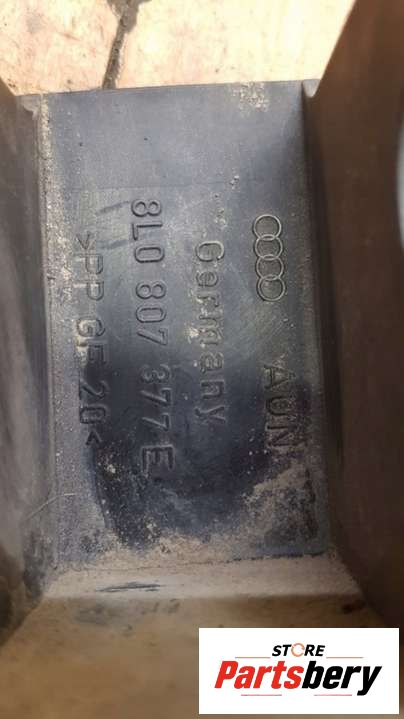 AUN
Germany
8L0 807 377 E
>PP GF 20<
STORE
Partsbery